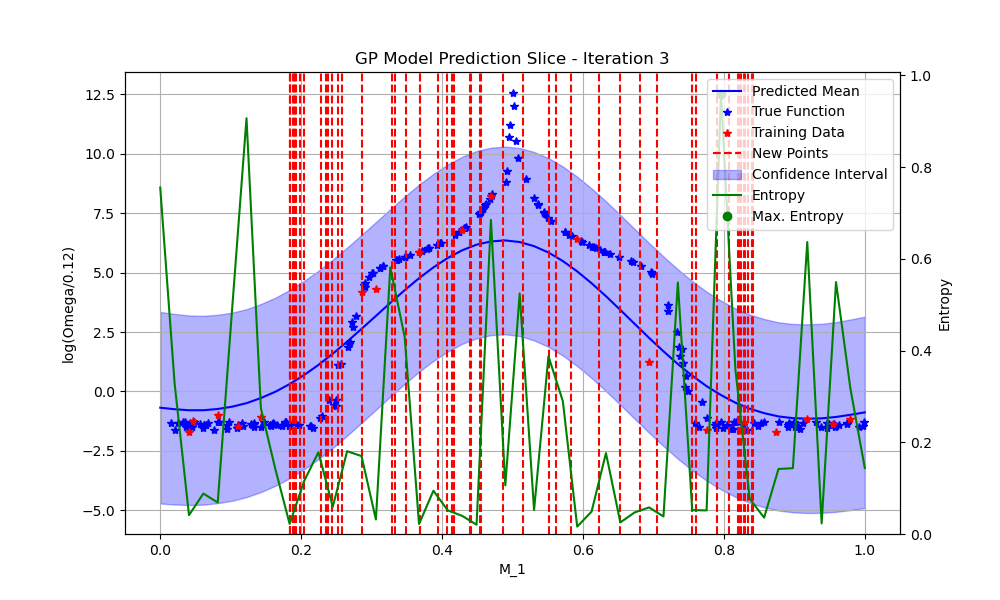 GP Model Prediction Slice - Iteration 3
12.5
10.0
7.5
5.0
2.5
0.0
−2.5
−5.0
log(Omega/0.12)
0.0
0.2
0.4
0.6
0.8
1.0
M_1
1.0
0.8
0.6
0.4
0.2
0.0
Entropy
Predicted Mean
True Function
Training Data
New Points
Confidence Interval
Entropy
Max. Entropy